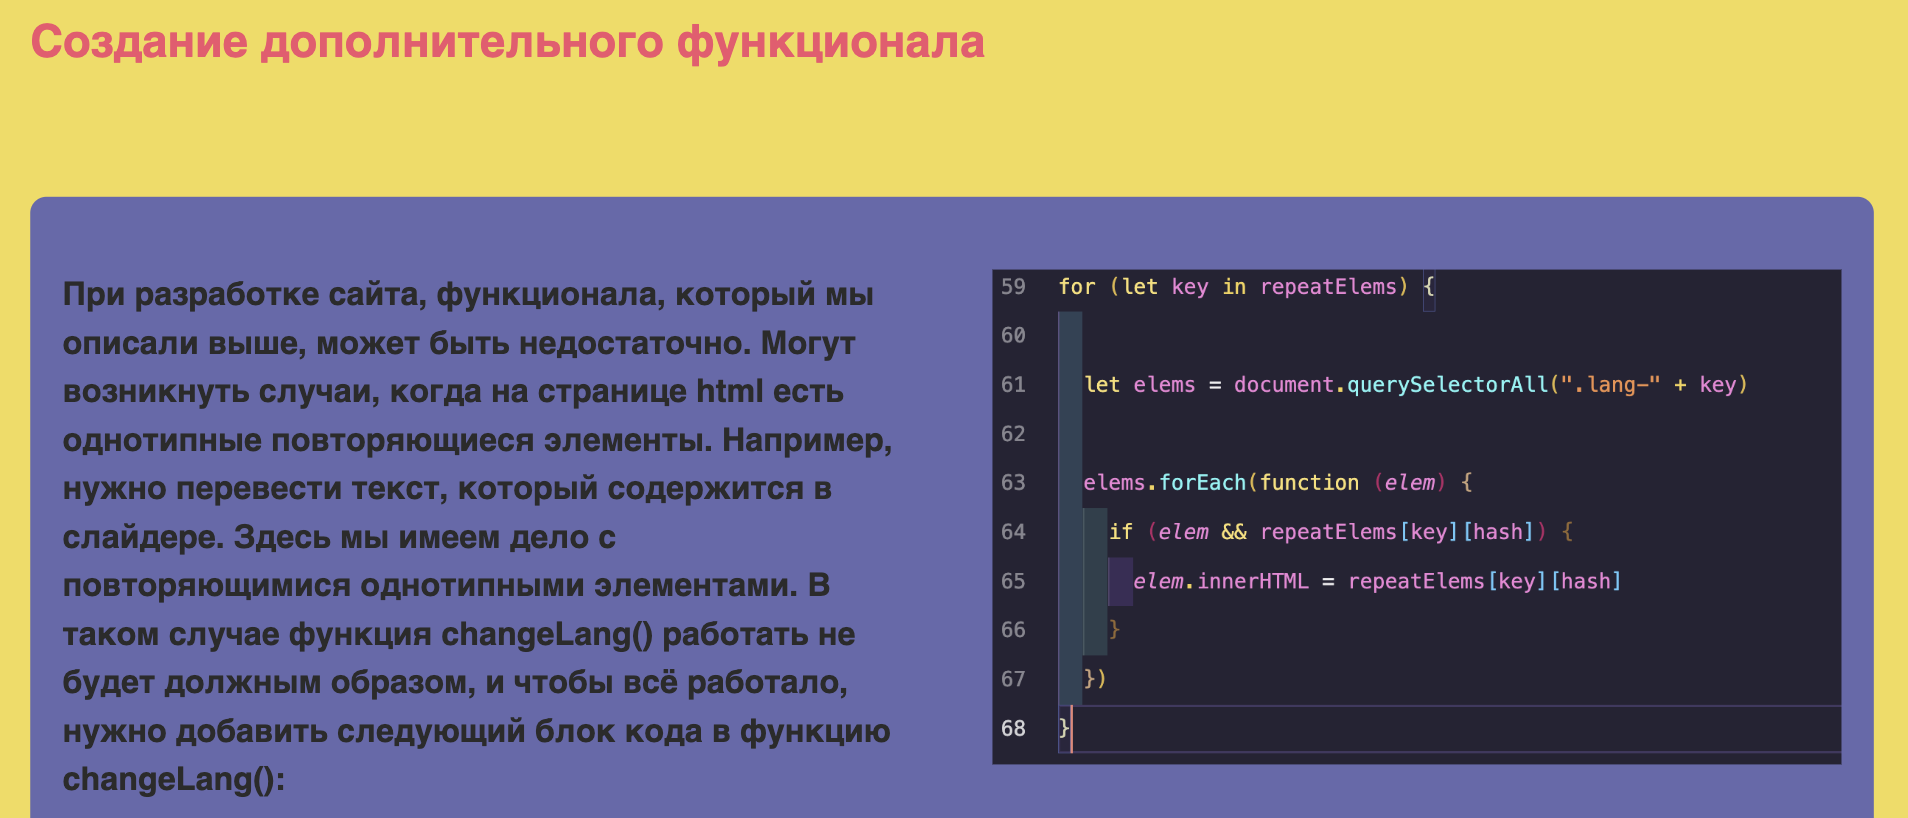 Создание дополнительного функционала
При разработке сайта, функционала, который мы
описали выше, может быть недостаточно. Могут
возникнуть случаи, когда на странице html есть
однотипные повторяющиеся элементы. Например,
нужно перевести текст, который содержится в
слайдере. Здесь мы имеем дело с
повторяющимися однотипными элементами. В
таком случае функция changeLang() работать не
будет должным образом, и чтобы всё работало,
нужно добавить следующий блок кода в функцию
changeLang():
59 for (let key in repeatElems) {
60
61 let elems = document.querySelectorAll(".lang-" + key)
62
63 elems.forEach(function (elem) {
64 if (elem && repeatElems[key][hash]) {
65 elem.innerHTML = repeatElems[key][hash]
66 }
67 })
68 }